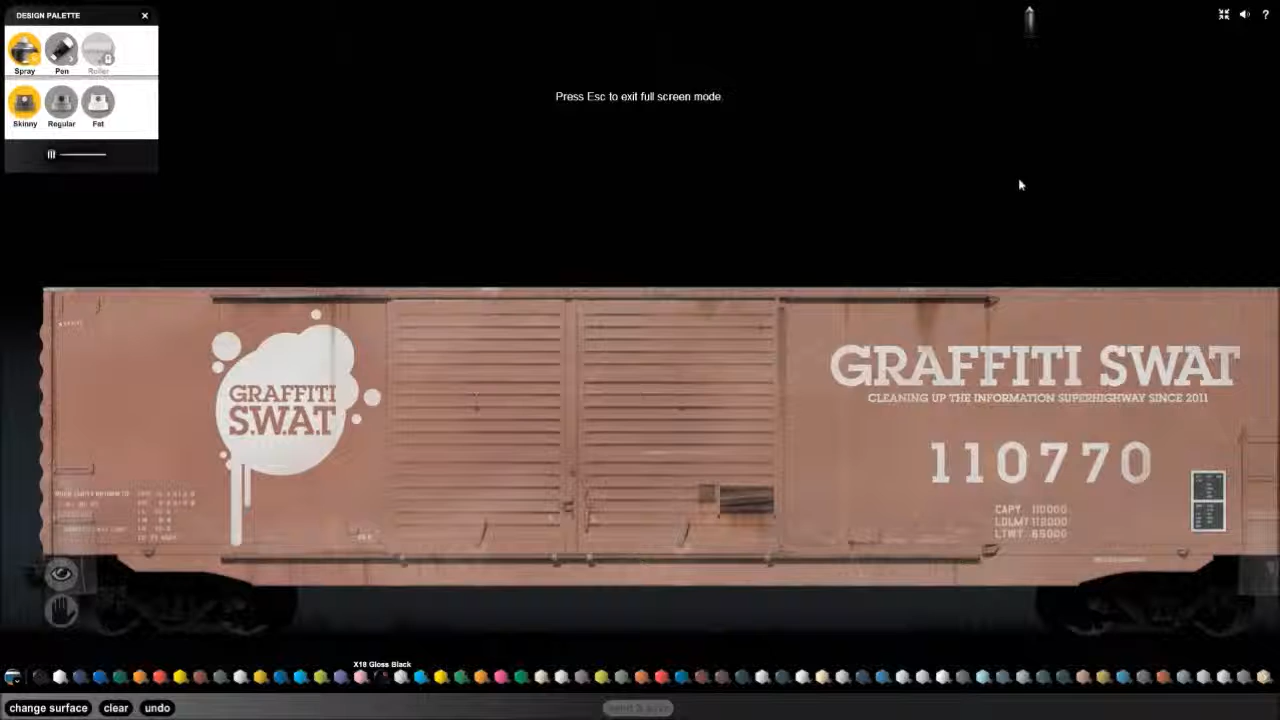 DESIGN PALETTE
Spray Pen Roller
Skinny Regular Fat
Press Esc to exit full screen mode.
?
GRAFFITI
S.W.A.T
GRAFFITI SWAT
CLEANING UP THE INFORMATION SUPERHIGHWAY SINCE 2011
110770
CAPY 110000
LDLMT 112000
LTWT 65000
X18 Gloss Black
change surface clear undo